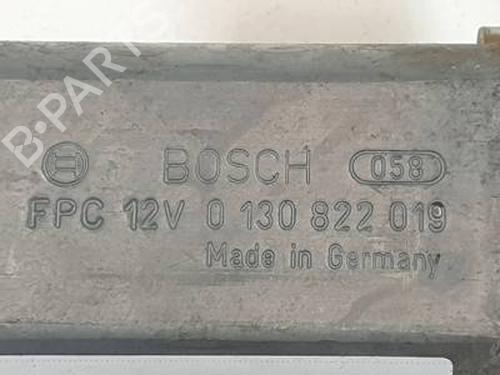 B-PARTS
BOSCH 058
FPC 12V 0 130 822 019
Made in Germany